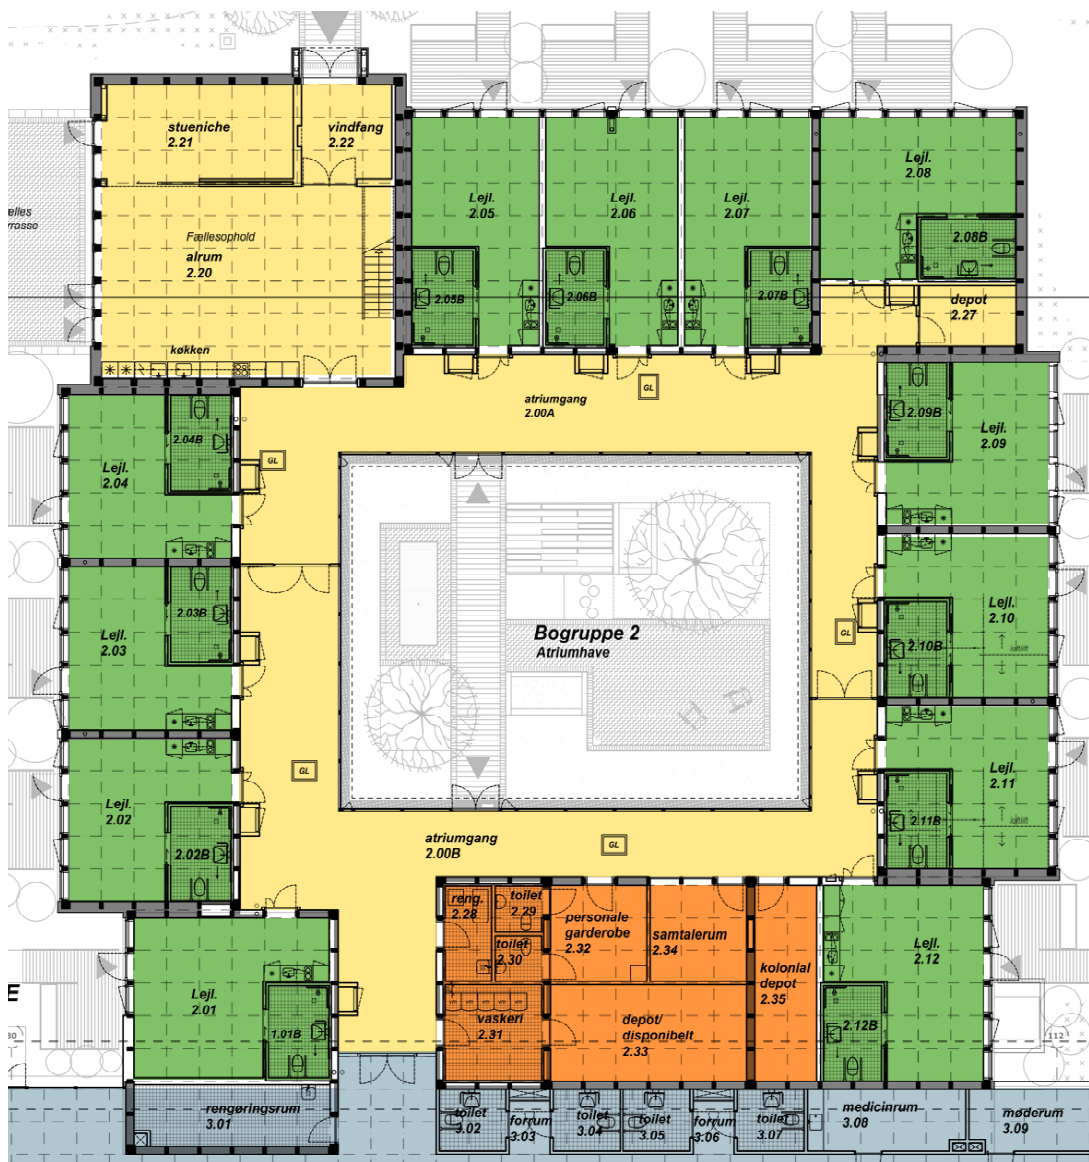 stueniche
2.21
vindfang
2.22
Lejl.
2.05
Lejl.
2.06
Lejl.
2.07
Lejl.
2.08
2.08B
Fællesophold
alrum
2.20
ælles
rrasse
2.05B
2.06B
2.07B
depot
2.27
køkken
atriumgang
2.00A
GL
2.04B
Lejl.
2.04
GL
2.09B
Lejl.
2.09
2.03B
Lejl.
2.03
Bogruppe 2
Atriumhave
GL
Lejl.
2.10
2.10B
loftlift
GL
Lejl.
2.02
2.02B
Lejl.
2.11
2.11B
loftlift
atriumgang
2.00B
GL
reng.
2.28
toilet
2.29
toilet
2.30
personale
garderobe
2.32
samtalerum
2.34
kolonial
depot
2.35
Lejl.
2.12
2.12B
E
Lejl.
2.01
1.01B
vaskeri
2.31
depot/
disponibelt
2.33
80
112
rengøringsrum
3.01
toilet
3.02
forrum
3.03
toilet
3.04
toilet
3.05
forrum
3.06
toilet
3.07
medicinrum
3.08
møderum
3.09